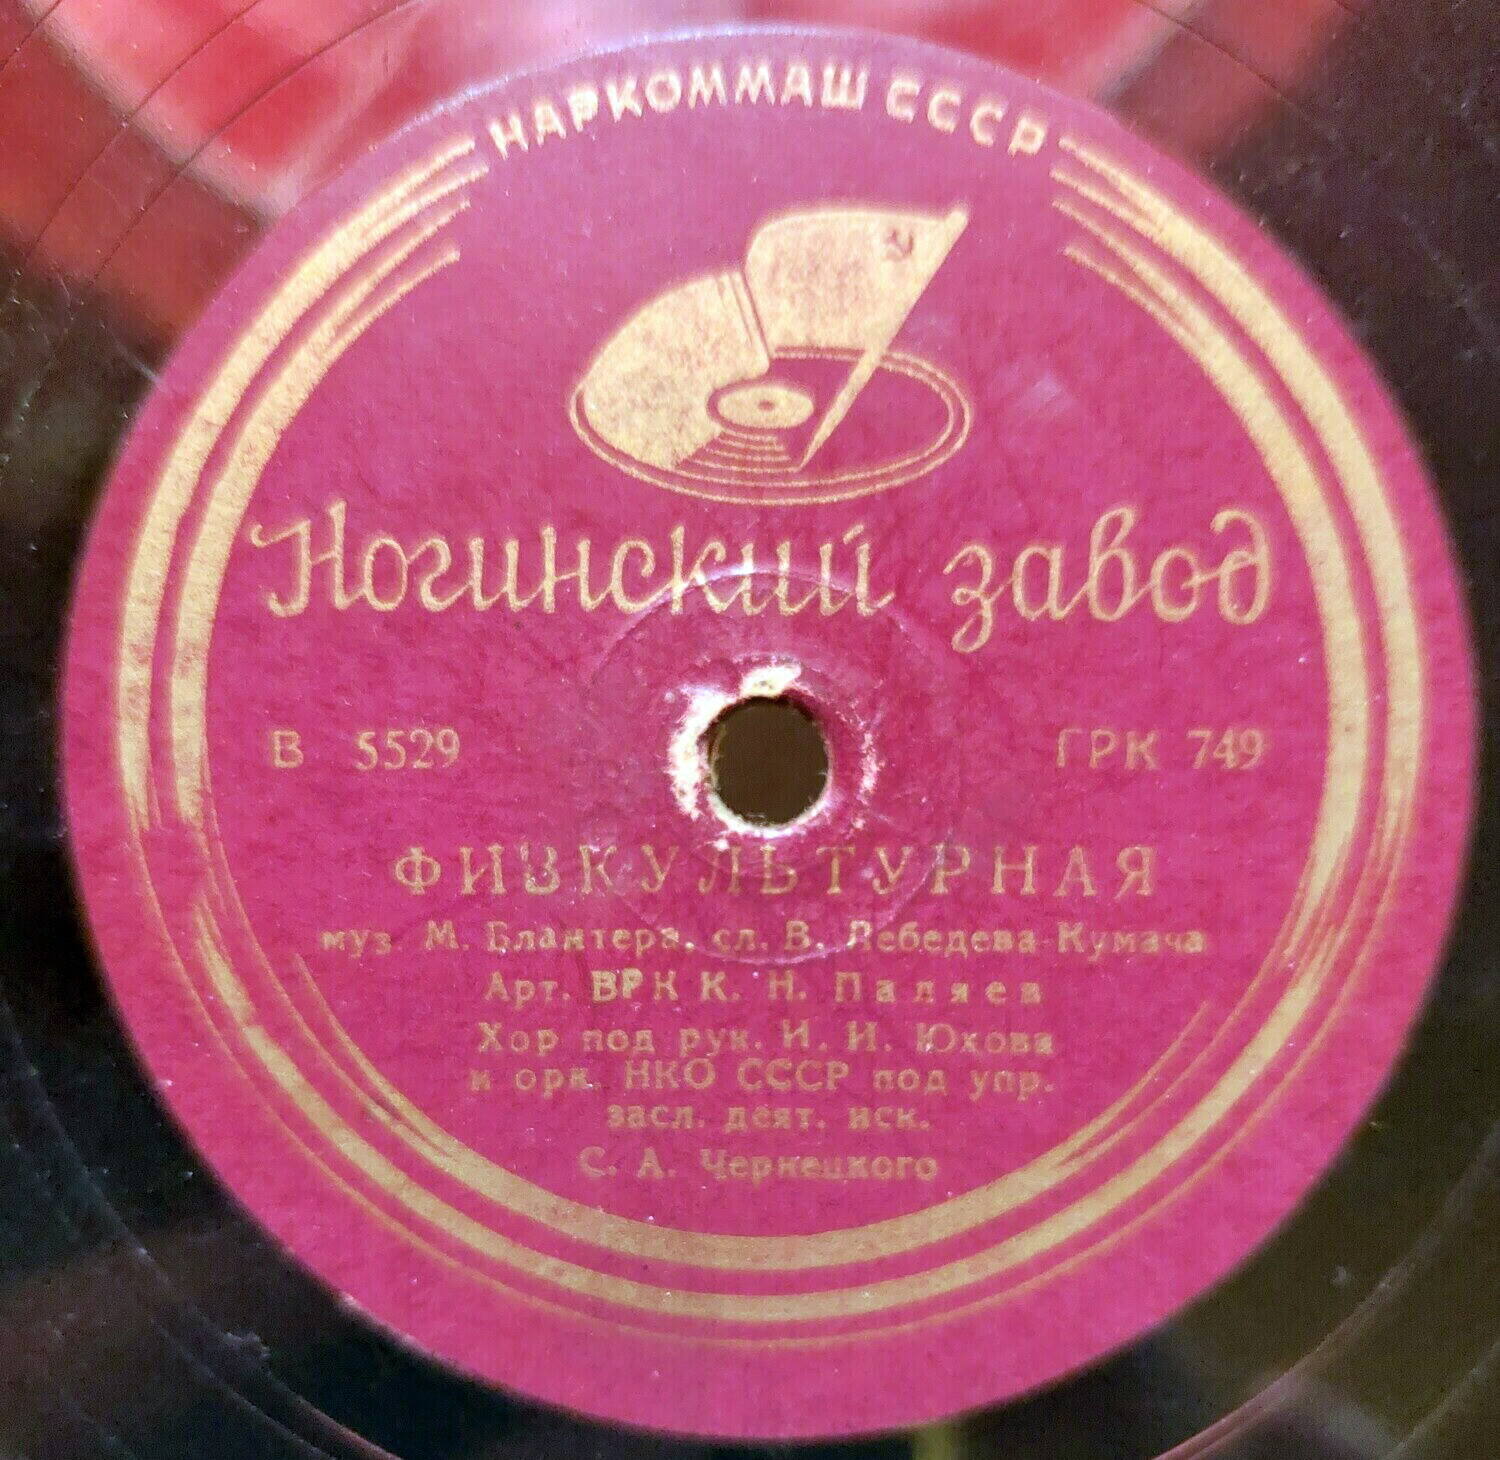 НАРКОММАШ СССР
Ногинский завод
В 5529 ГРК 749
ФИЗКУЛЬТУРНАЯ
муз. М. Блантера, сл. В. Лебедева-Кумача
Арт. ВРК К. Н. Паляев
Хор под рук. И. И. Юхова
и орк. НКО СССР под упр.
засл. деят. иск.
С. А. Чернецкого